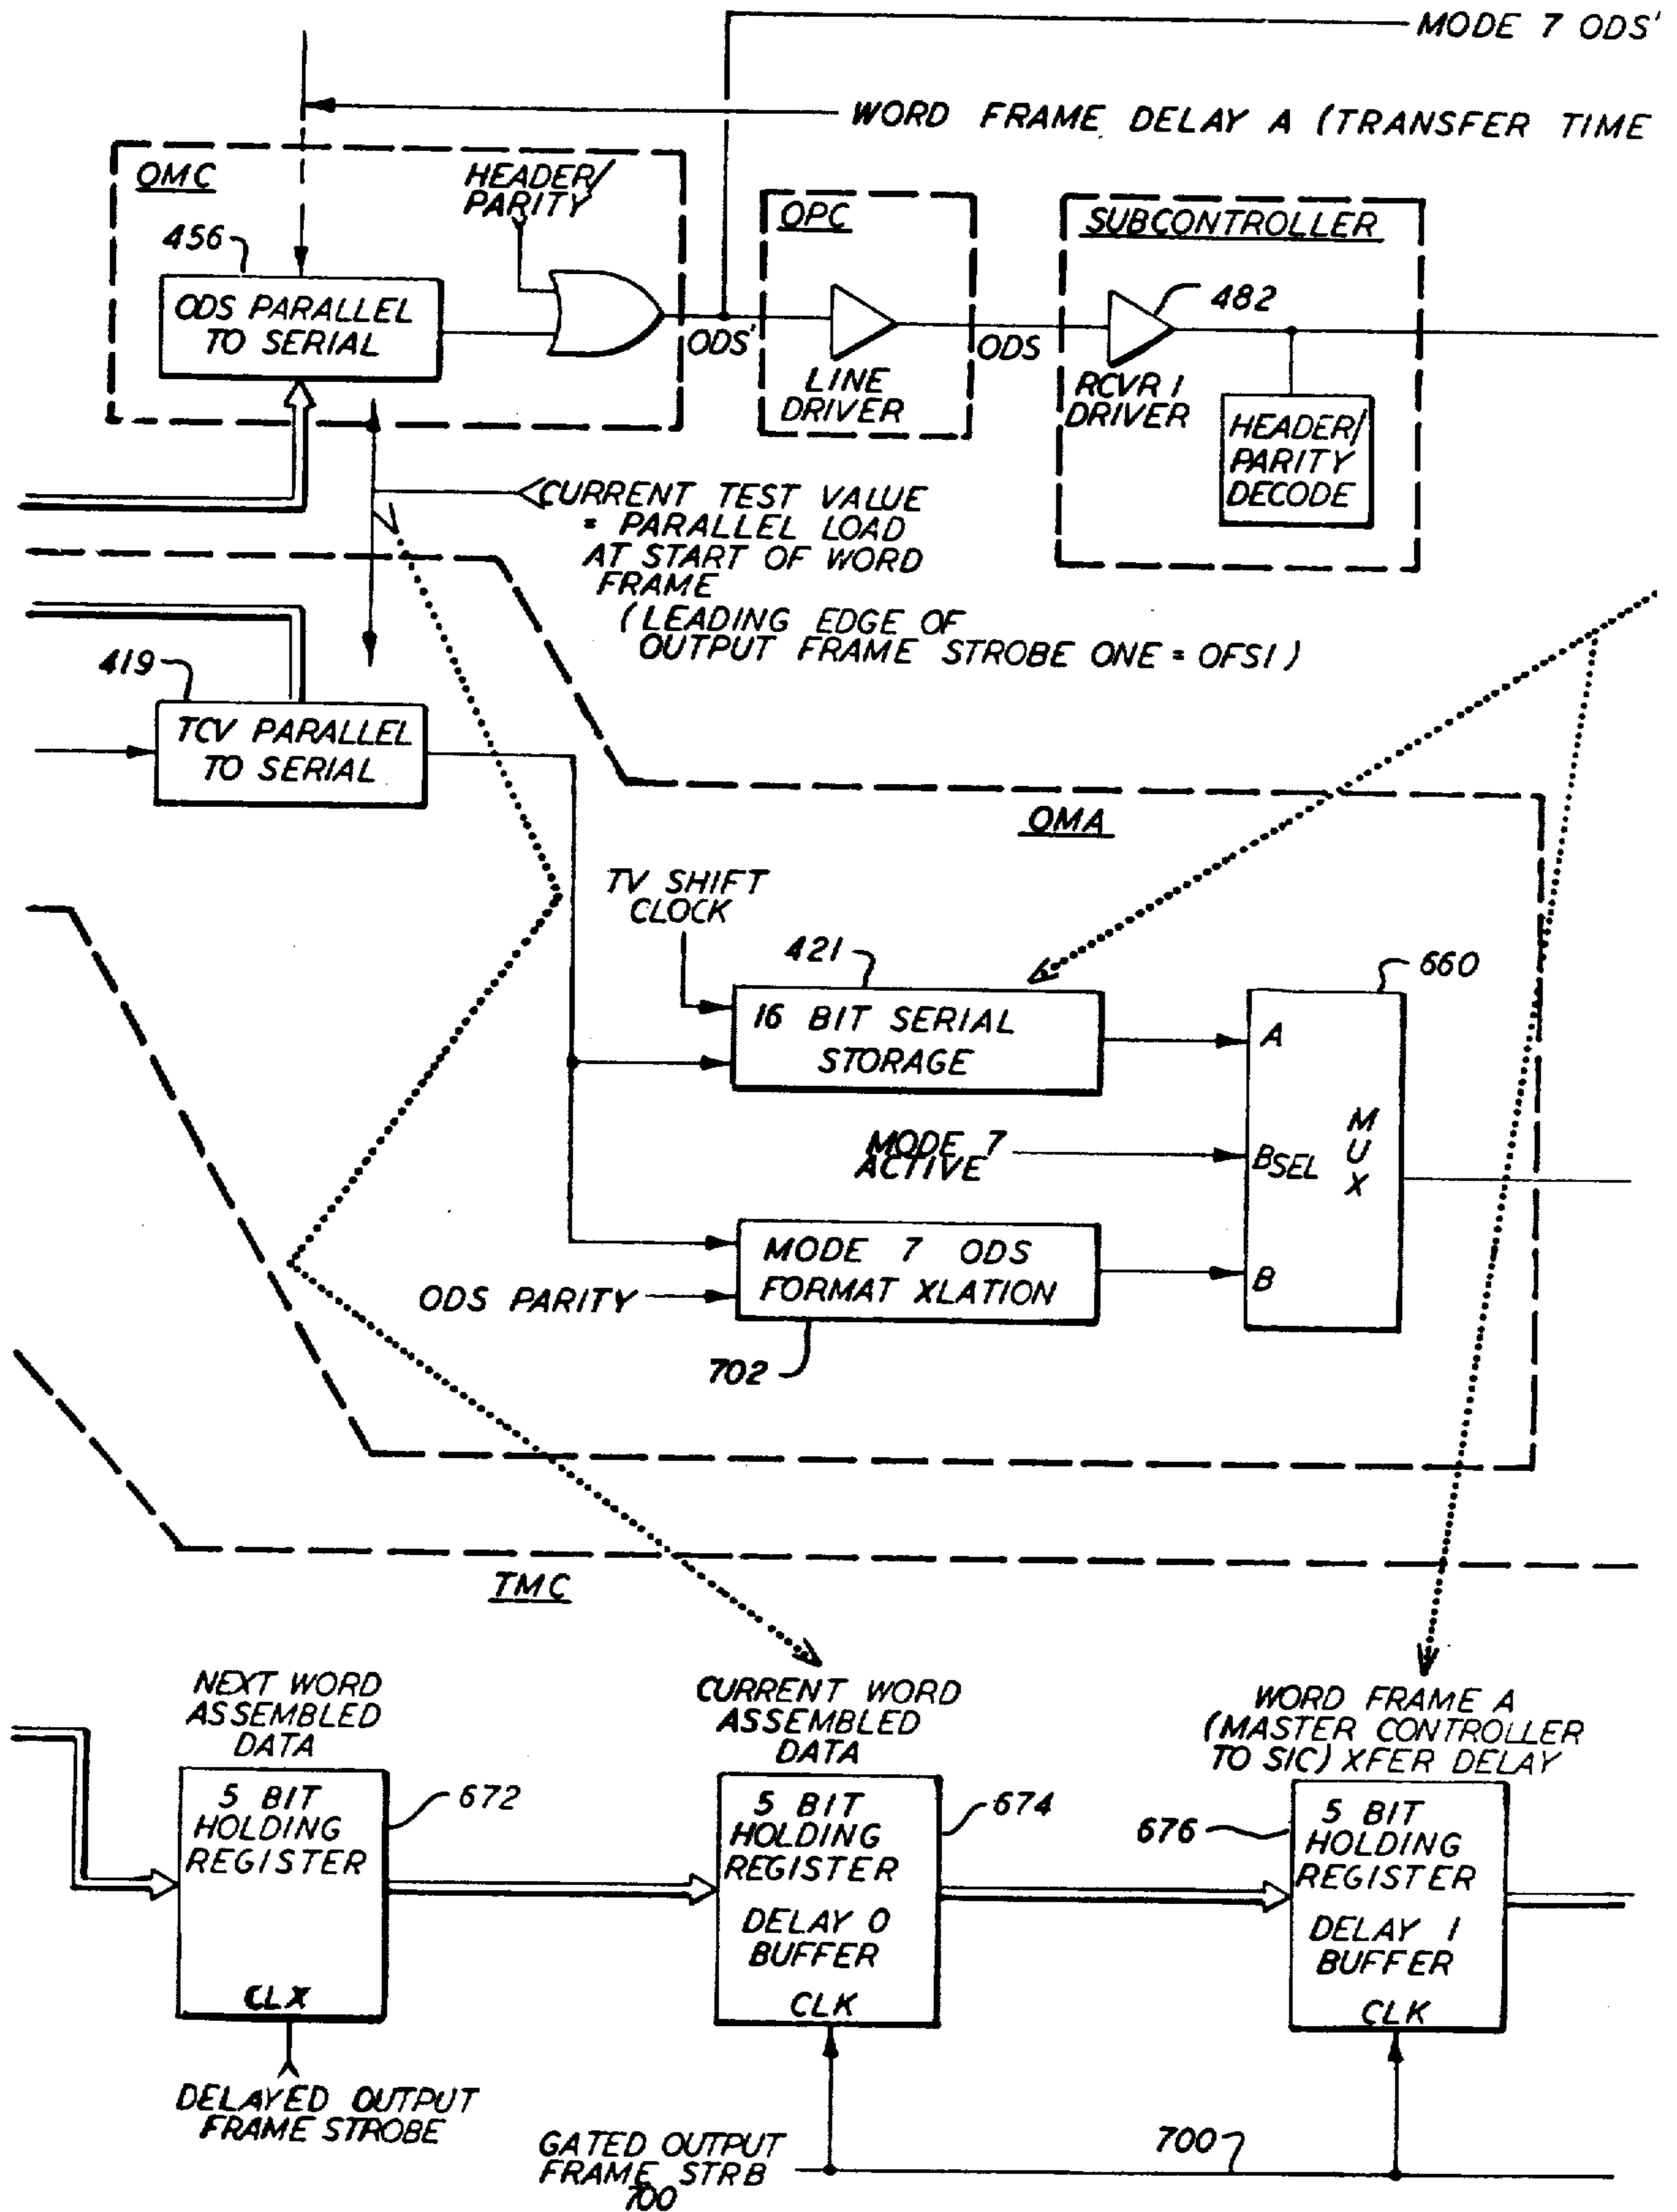 MODE 7 ODS'
WORD FRAME DELAY A (TRANSFER TIME
OMC
HEADER/
PARITY
OPC
SUBCONTROLLER
456
482
ODS PARALLEL
TO SERIAL
ODS'
LINE
DRIVER
ODS
RCVR I
DRIVER
HEADER/
PARITY
DECODE
CURRENT TEST VALUE
= PARALLEL LOAD
AT START OF WORD
FRAME
(LEADING EDGE OF
OUTPUT FRAME STROBE ONE = OFSI)
419
TCV PARALLEL
TO SERIAL
OMA
TV SHIFT
CLOCK
421
660
16 BIT SERIAL
STORAGE
A
MODE 7
ACTIVE
BSEL
M
U
X
MODE 7 ODS
FORMAT XLATION
B
ODS PARITY
702
TMC
NEXT WORD
ASSEMBLED
DATA
CURRENT WORD
ASSEMBLED
DATA
WORD FRAME A
(MASTER CONTROLLER
TO SIC) XFER DELAY
5 BIT
HOLDING
REGISTER
CLX
672
5 BIT
HOLDING
REGISTER
DELAY 0
BUFFER
CLK
674
676
5 BIT
HOLDING
REGISTER
DELAY 1
BUFFER
CLK
DELAYED OUTPUT
FRAME STROBE
GATED OUTPUT
FRAME STRB
700
700